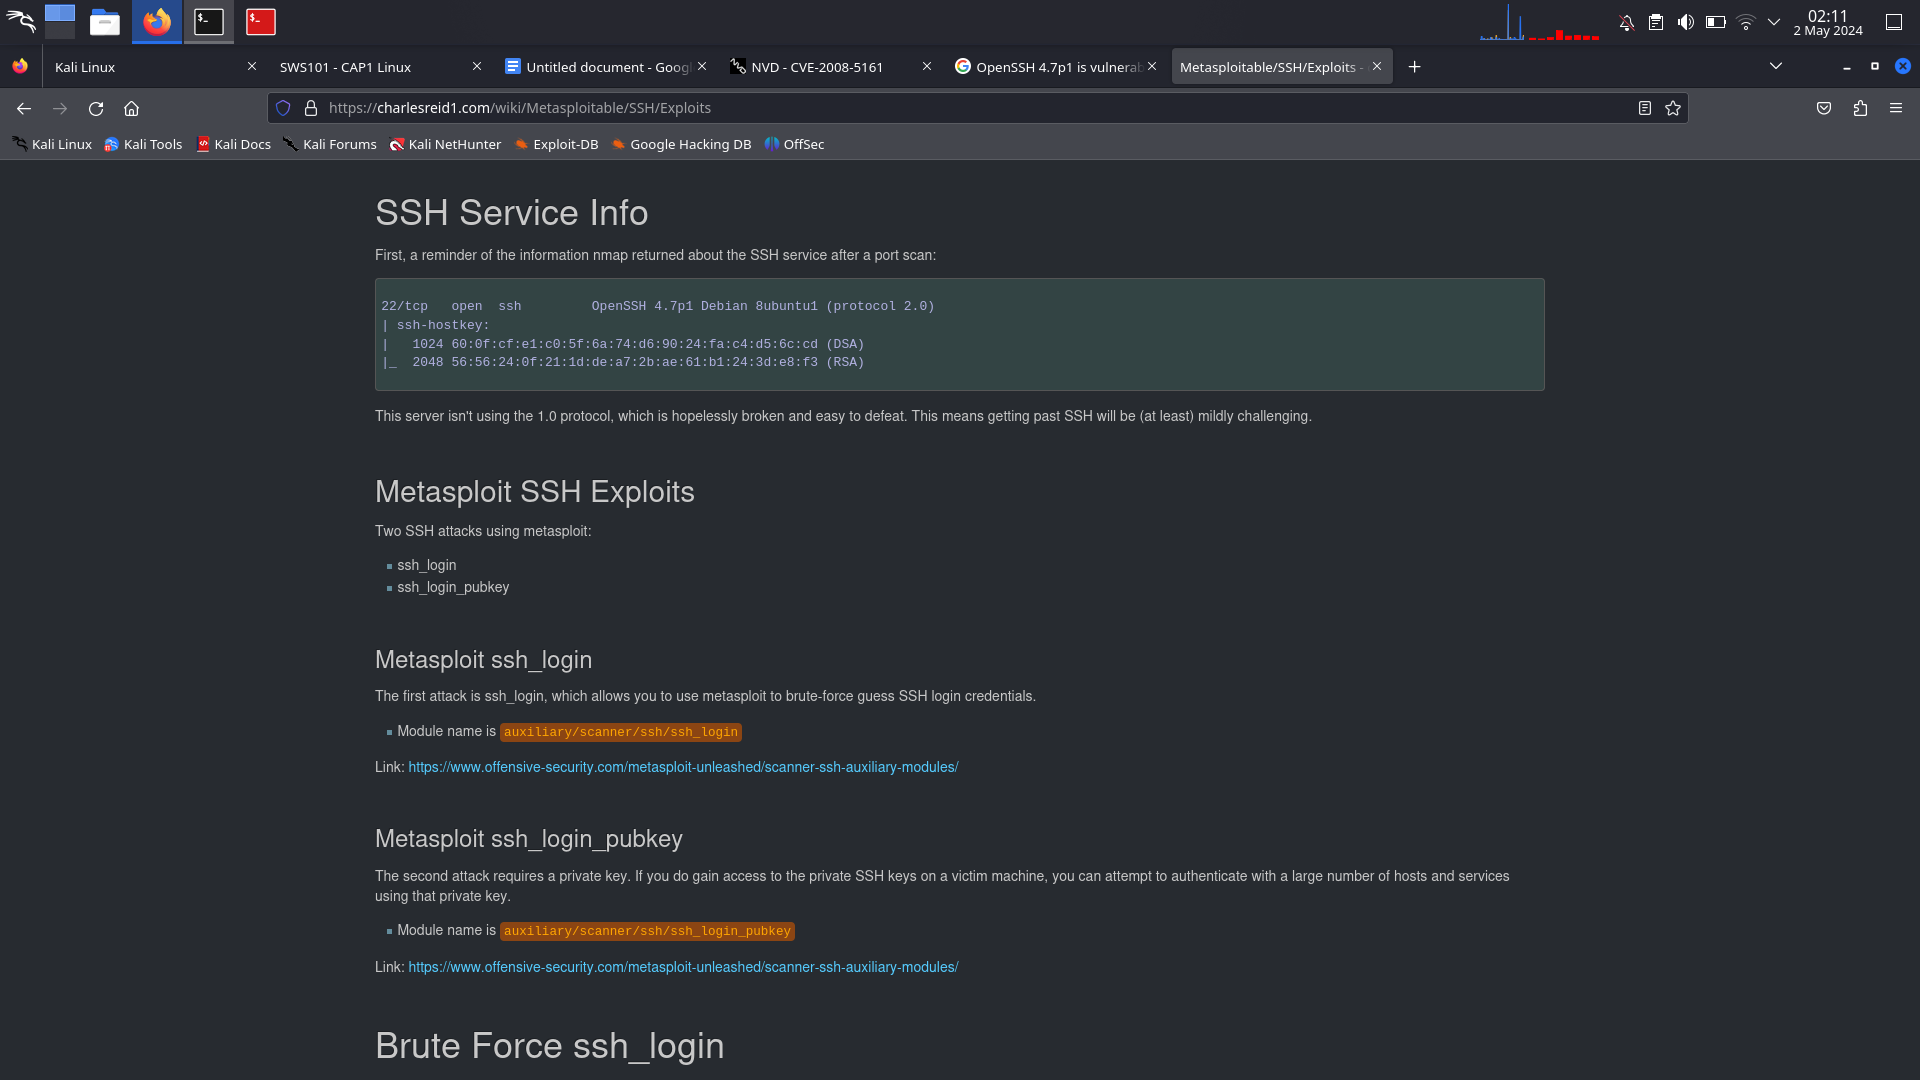 02:11
2 May 2024
Kali Linux
SWS101 - CAP1 Linux
Untitled document - Goog
NVD - CVE-2008-5161
OpenSSH 4.7p1 is vulnerab
Metasploitable/SSH/Exploits -
https://charlesreid1.com/wiki/Metasploitable/SSH/Exploits
Kali Linux
Kali Tools
Kali Docs
Kali Forums
Kali NetHunter
Exploit-DB
Google Hacking DB
OffSec
SSH Service Info
First, a reminder of the information nmap returned about the SSH service after a port scan:
22/tcp   open  ssh         OpenSSH 4.7p1 Debian 8ubuntu1 (protocol 2.0)
| ssh-hostkey:
|   1024 60:0f:cf:e1:c0:5f:6a:74:d6:90:24:fa:c4:d5:6c:cd (DSA)
|_  2048 56:56:24:0f:21:1d:de:a7:2b:ae:61:b1:24:3d:e8:f3 (RSA)
This server isn't using the 1.0 protocol, which is hopelessly broken and easy to defeat. This means getting past SSH will be (at least) mildly challenging.
Metasploit SSH Exploits
Two SSH attacks using metasploit:
ssh_login
ssh_login_pubkey
Metasploit ssh_login
The first attack is ssh_login, which allows you to use metasploit to brute-force guess SSH login credentials.
Module name is auxiliary/scanner/ssh/ssh_login
Link: https://www.offensive-security.com/metasploit-unleashed/scanner-ssh-auxiliary-modules/
Metasploit ssh_login_pubkey
The second attack requires a private key. If you do gain access to the private SSH keys on a victim machine, you can attempt to authenticate with a large number of hosts and services
using that private key.
Module name is auxiliary/scanner/ssh/ssh_login_pubkey
Link: https://www.offensive-security.com/metasploit-unleashed/scanner-ssh-auxiliary-modules/
Brute Force ssh_login